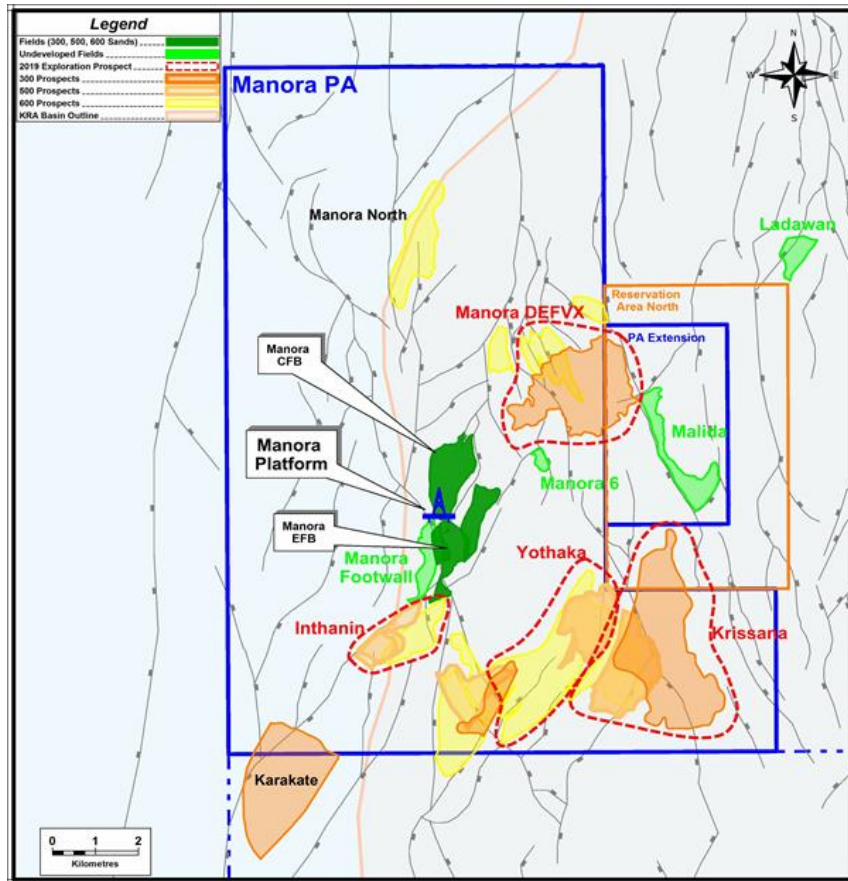 Legend
Fields (300, 500, 600 Sands)
Undeveloped Fields
2019 Exploration Prospect
300 Prospects
500 Prospects
600 Prospects
KRA Basin Outline
N
W
E
S
Manora PA
Manora North
Ladawan
Reservation
Area North
Manora DEFVX
PA Extension
Manora
CFB
Malida
Manora
Platform
Manora 6
Manora
EFB
Yothaka
Manora
Footwall
Inthanin
Krissana
Karakate
0 1 2
Kilometres